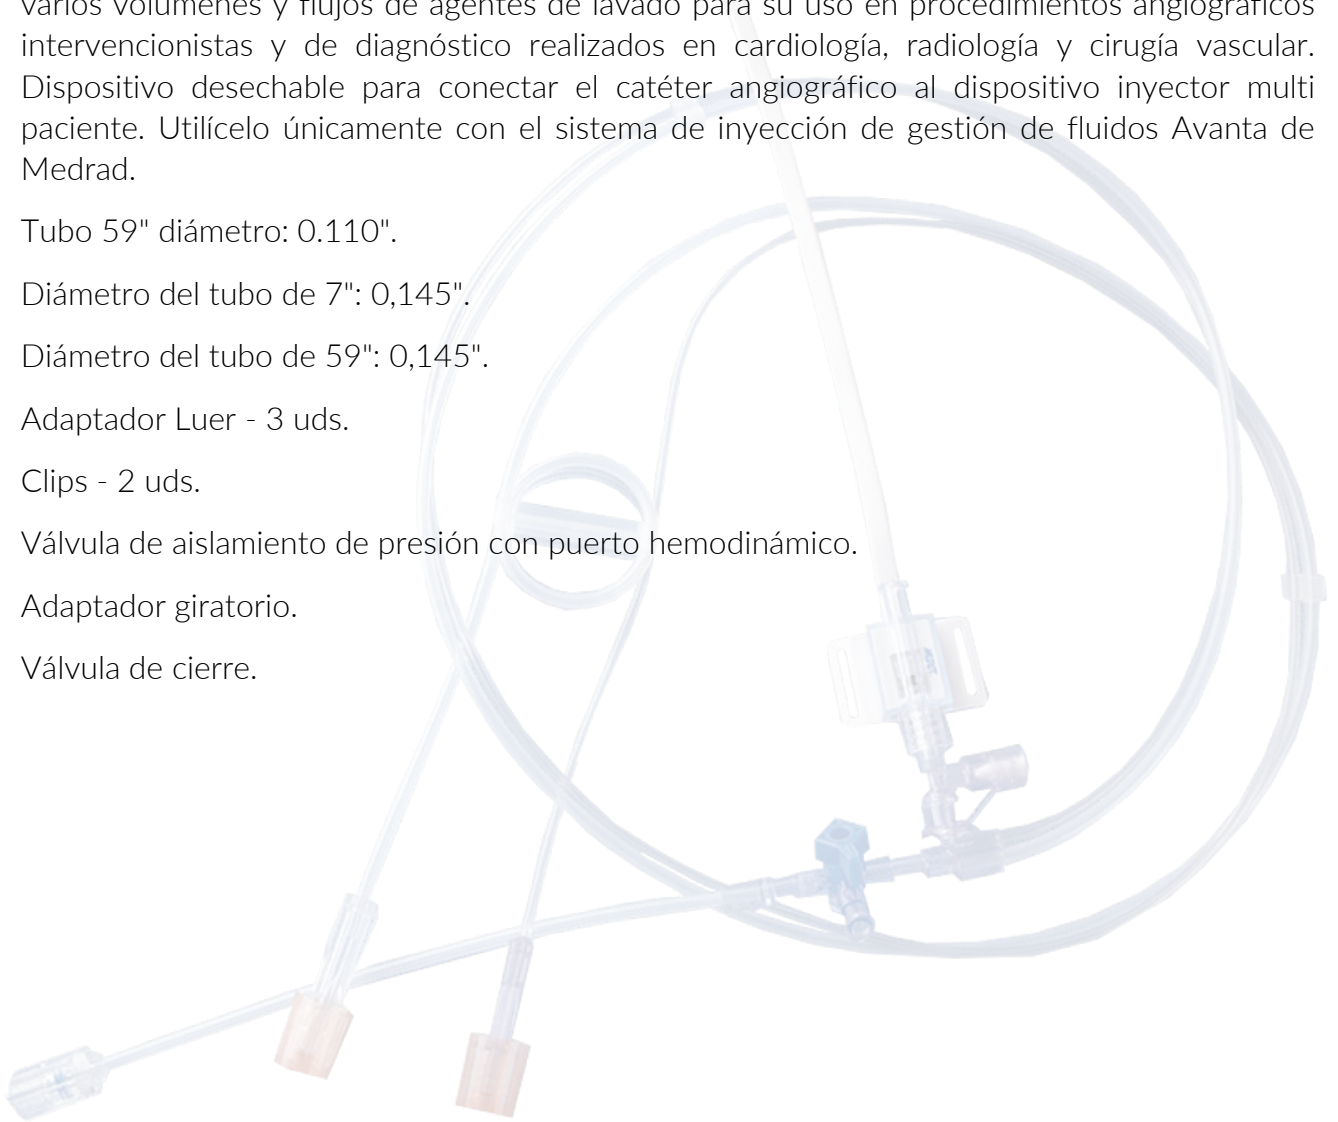 varios volúmenes y flujos de agentes de lavado para su uso en procedimientos angiográficos
intervencionistas y de diagnóstico realizados en cardiología, radiología y cirugía vascular.
Dispositivo desechable para conectar el catéter angiográfico al dispositivo inyector multi
paciente. Utilícelo únicamente con el sistema de inyección de gestión de fluidos Avanta de
Medrad.
Tubo 59" diámetro: 0.110".
Diámetro del tubo de 7": 0,145".
Diámetro del tubo de 59": 0,145".
Adaptador Luer - 3 uds.
Clips - 2 uds.
Válvula de aislamiento de presión con puerto hemodinámico.
Adaptador giratorio.
Válvula de cierre.